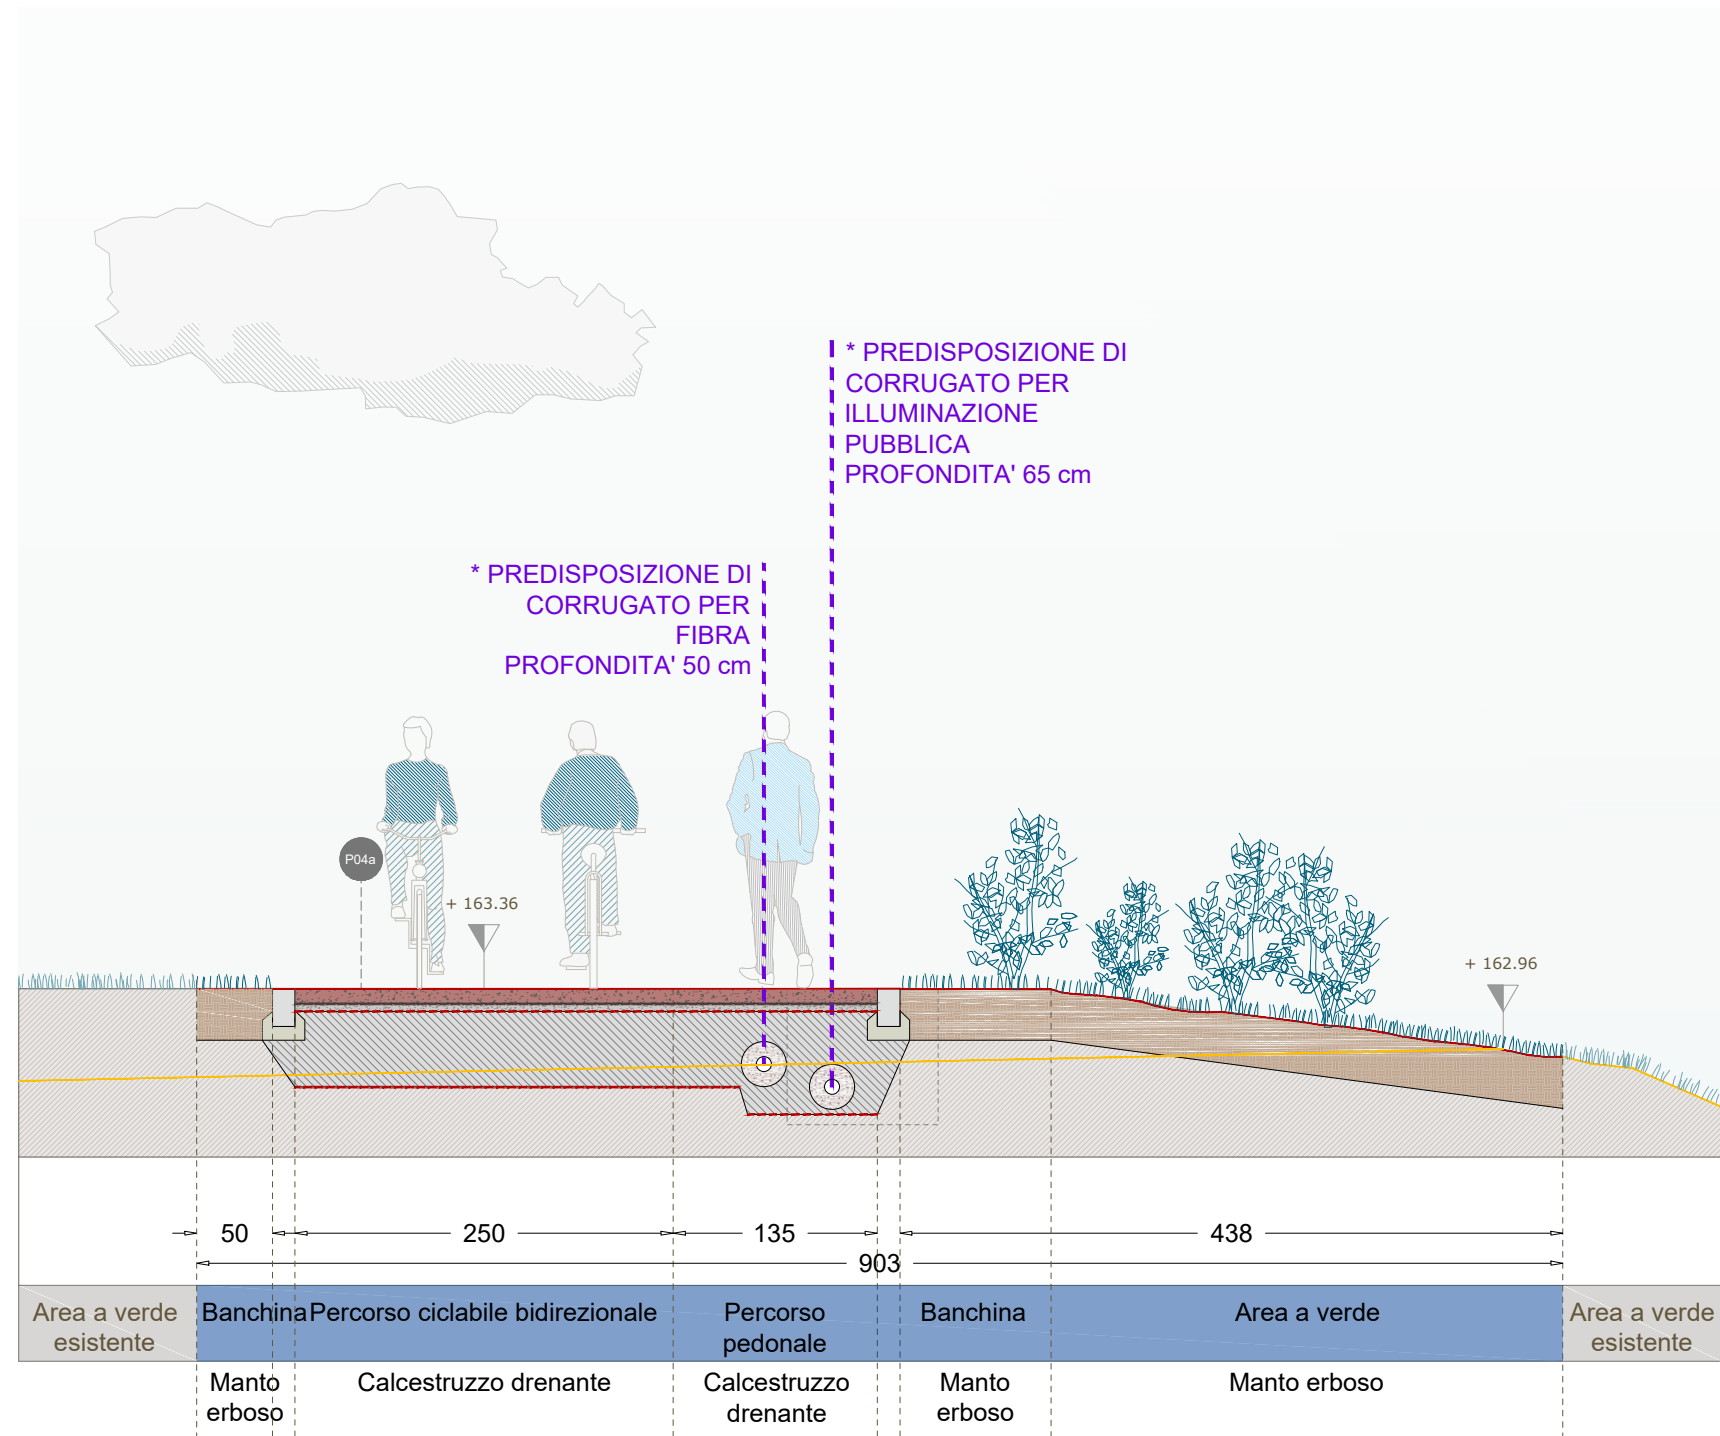 * PREDISPOSIZIONE DI
CORRUGATO PER
ILLUMINAZIONE
PUBBLICA
PROFONDITA' 65 cm
* PREDISPOSIZIONE DI
CORRUGATO PER
FIBRA
PROFONDITA' 50 cm
P04a
+ 163.36
+ 162.96
50
250
135
438
903
Area a verde
esistente
Banchina
Percorso ciclabile bidirezionale
Percorso
pedonale
Banchina
Area a verde
Area a verde
esistente
Manto
erboso
Calcestruzzo drenante
Calcestruzzo
drenante
Manto
erboso
Manto erboso